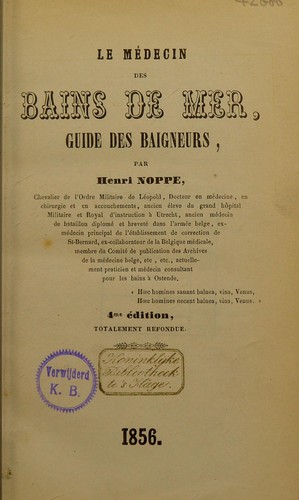 LE MÉDECIN
DES
BAINS DE MER,
GUIDE DES BAIGNEURS,
PAR
Henri NOPPE,
Chevalier de l'Ordre Militaire de Léopold, Docteur en médecine, en
chirurgie et en accouchements, ancien élève du grand hôpital
Militaire et Royal d'instruction à Utrecht, ancien médecin
de bataillon diplomé et breveté dans l'armée belge, ex-
médecin principal de l'établissement de correction de
St-Bernard, ex-collaborateur de la Belgique médicale,
membre du Comité de publication des Archives
de la médecine belge, etc., etc., actuelle-
ment praticien et médecin consultant
pour les bains à Ostende,
« Huc homines sanant balnea, vina, Venus,
Huc homines necant balnea, vina, Venus. »
4me édition,
TOTALEMENT REFONDUE.
Verwijderd
K. B.
Koninklijke
Bibliotheek
te 's Hage.
1856.